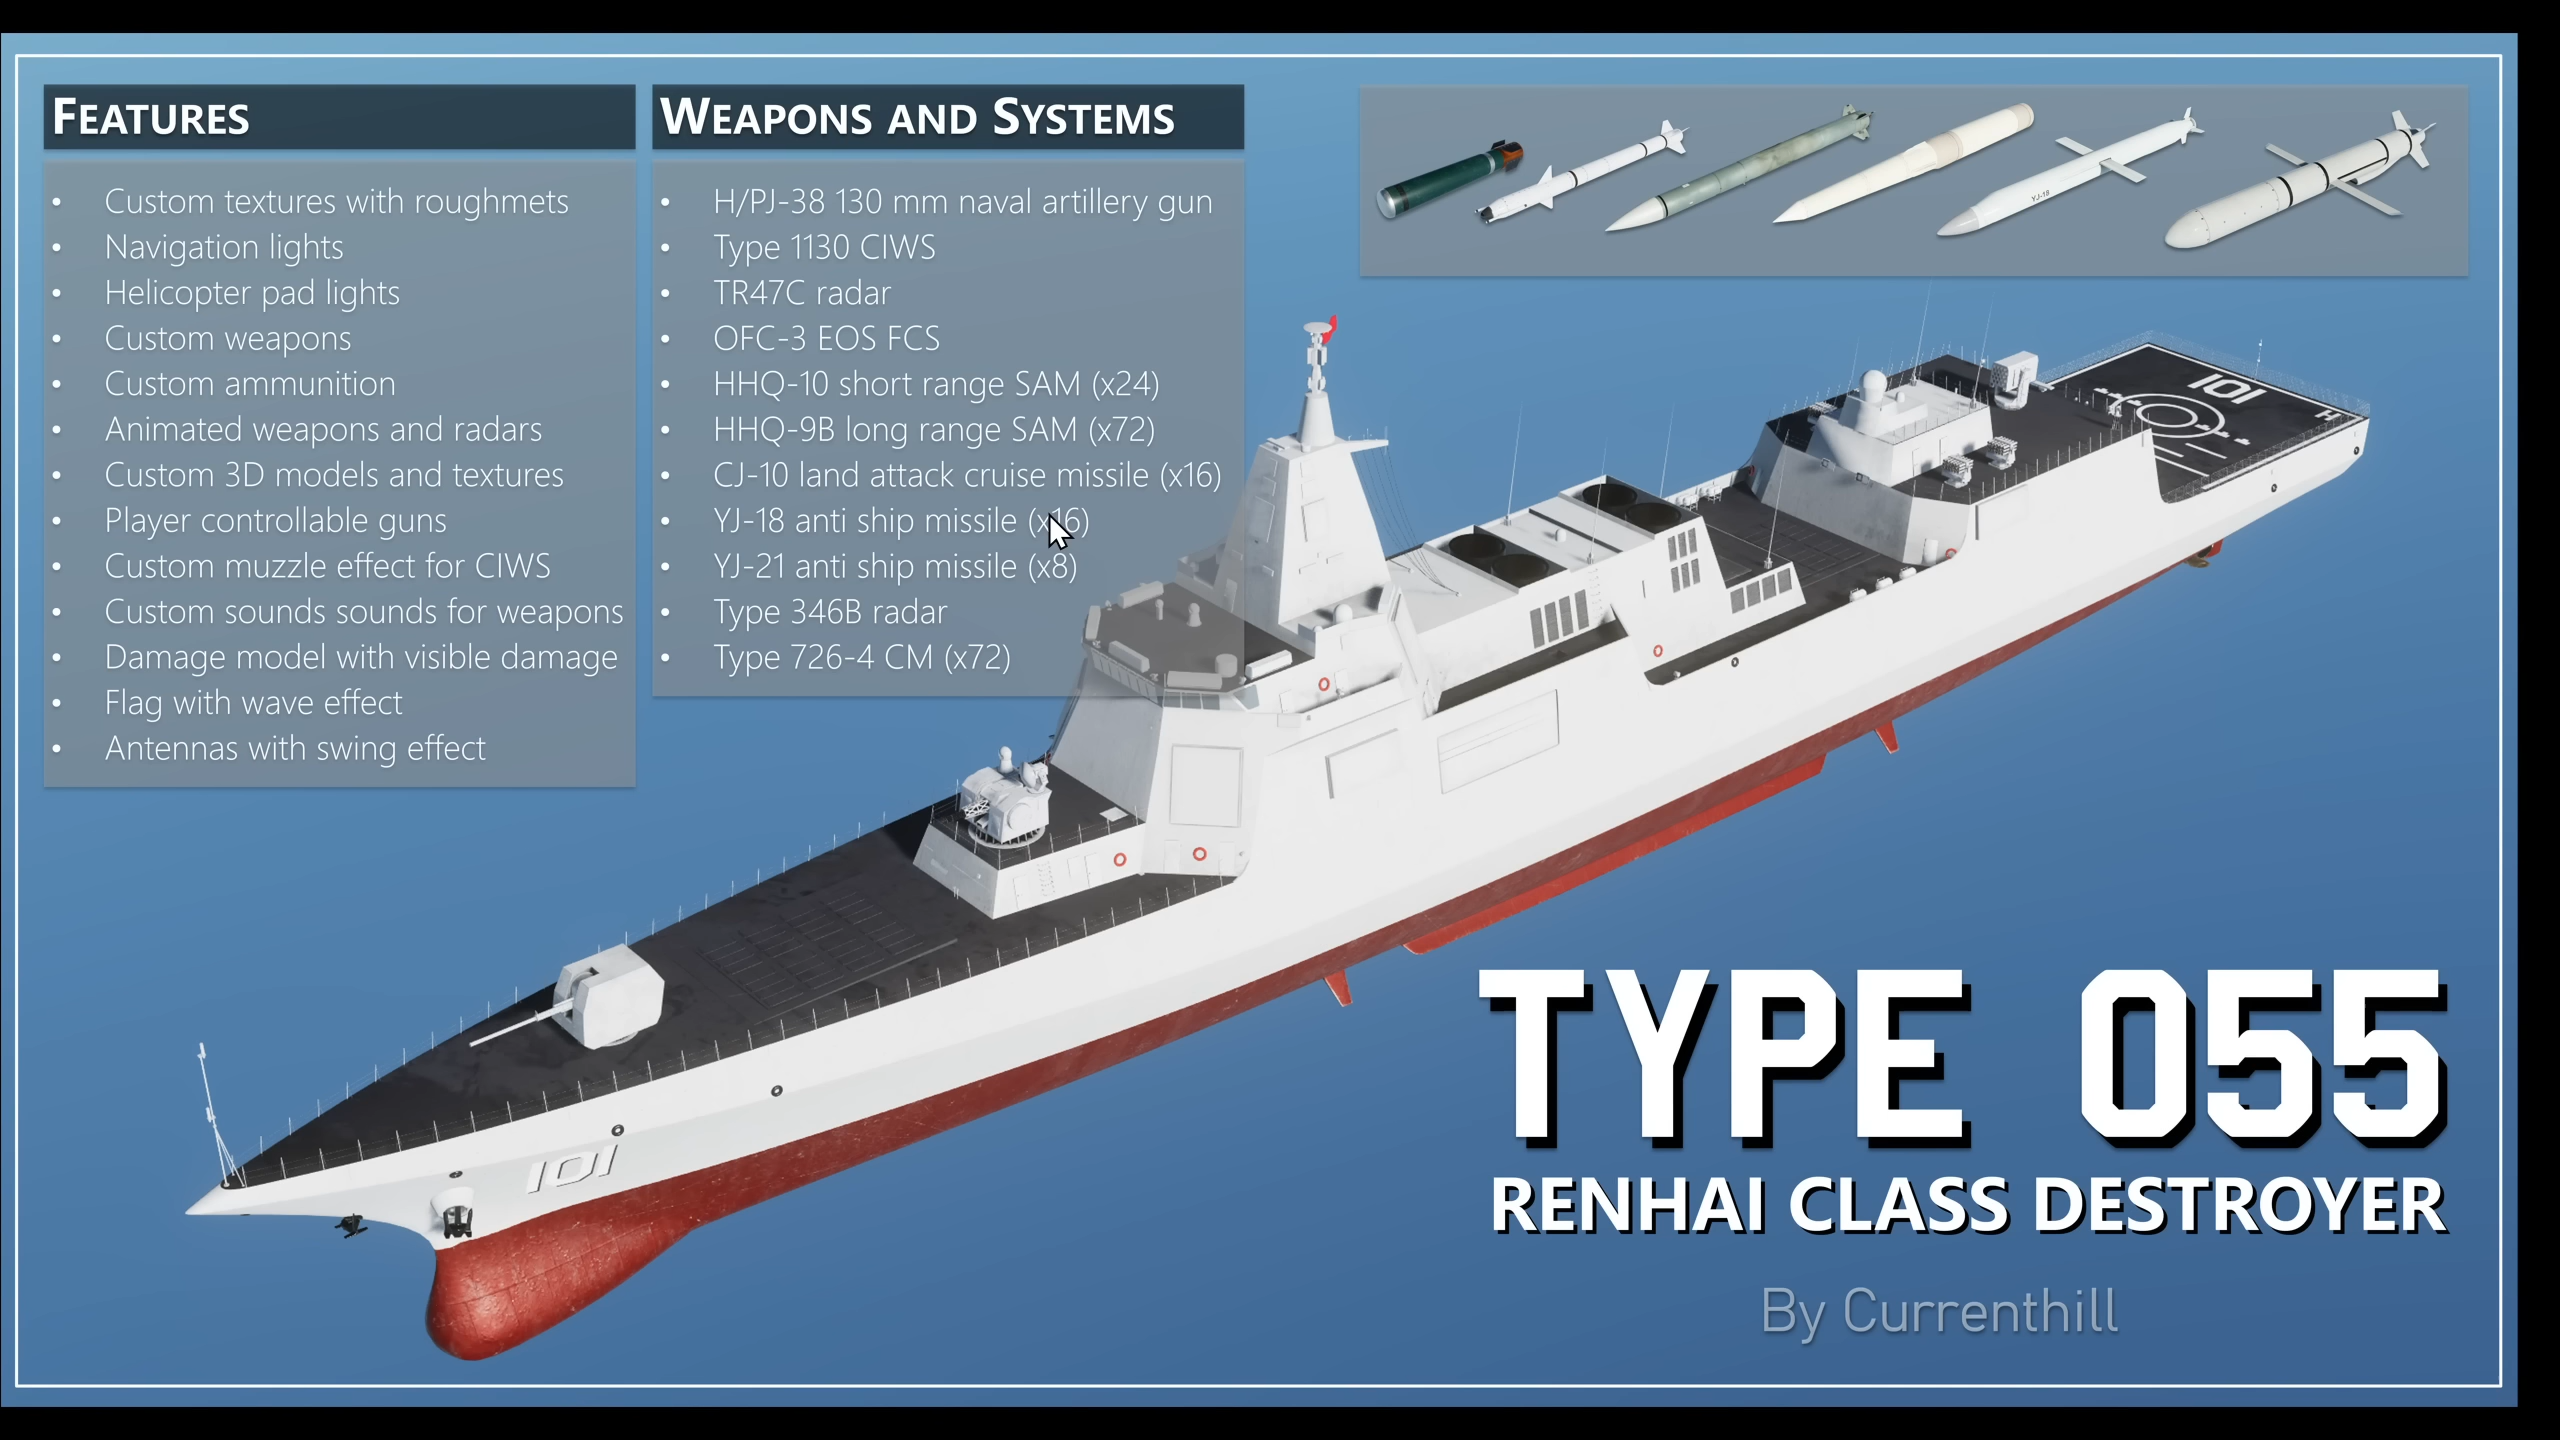 FEATURES
• Custom textures with roughmets
• Navigation lights
• Helicopter pad lights
• Custom weapons
• Custom ammunition
• Animated weapons and radars
• Custom 3D models and textures
• Player controllable guns
• Custom muzzle effect for CIWS
• Custom sounds sounds for weapons
• Damage model with visible damage
• Flag with wave effect
• Antennas with swing effect
WEAPONS AND SYSTEMS
• H/PJ-38 130 mm naval artillery gun
• Type 1130 CIWS
• TR47C radar
• OFC-3 EOS FCS
• HHQ-10 short range SAM (x24)
• HHQ-9B long range SAM (x72)
• CJ-10 land attack cruise missile (x16)
• YJ-18 anti ship missile (x16)
• YJ-21 anti ship missile (x8)
• Type 346B radar
• Type 726-4 CM (x72)
YJ-18
101
H
101
TYPE 055
RENHAI CLASS DESTROYER
By Currenthill